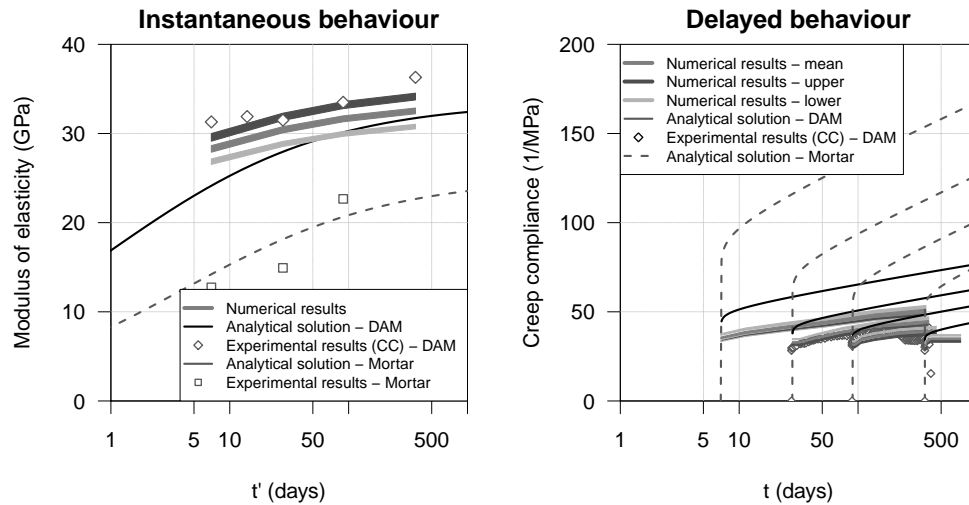 Instantaneous behaviour
Modulus of elasticity (GPa)
40
30
20
10
0
Numerical results
Analytical solution – DAM
Experimental results (CC) – DAM
Analytical solution – Mortar
Experimental results – Mortar
1 5 10 50 500
t' (days)
Delayed behaviour
Creep compliance (1/MPa)
200
150
100
50
0
Numerical results – mean
Numerical results – upper
Numerical results – lower
Analytical solution – DAM
Experimental results (CC) – DAM
Analytical solution – Mortar
1 5 10 50 500
t (days)